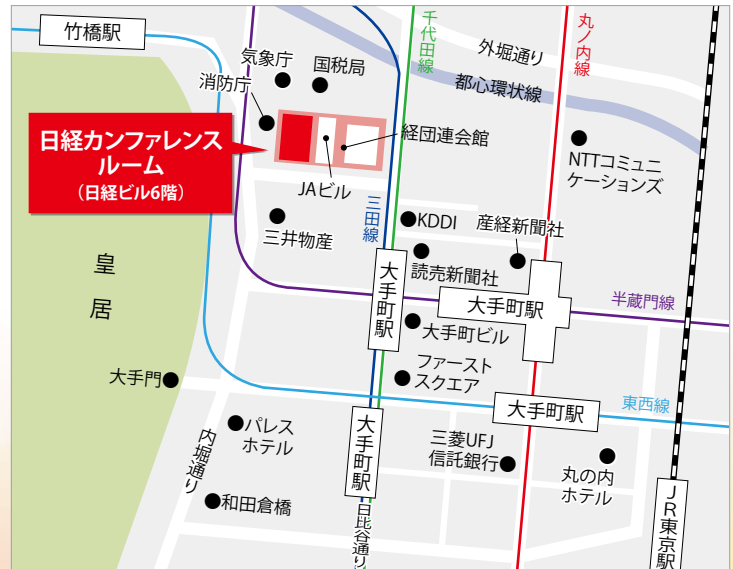 竹橋駅
千代田線
丸ノ内線
外堀通り
都心環状線
気象庁
国税局
消防庁
日経カンファレンス
ルーム
(日経ビル6階)
経団連会館
JAビル
NTTコミュニ
ケーションズ
三田線
KDDI
産経新聞社
三井物産
読売新聞社
皇居
大手町駅
大手町駅
半蔵門線
大手町ビル
ファースト
スクエア
大手門
大手町駅
東西線
パレス
ホテル
大手町駅
三菱UFJ
信託銀行
丸の内
ホテル
内堀通り
和田倉橋
日比谷通り
JR東京駅